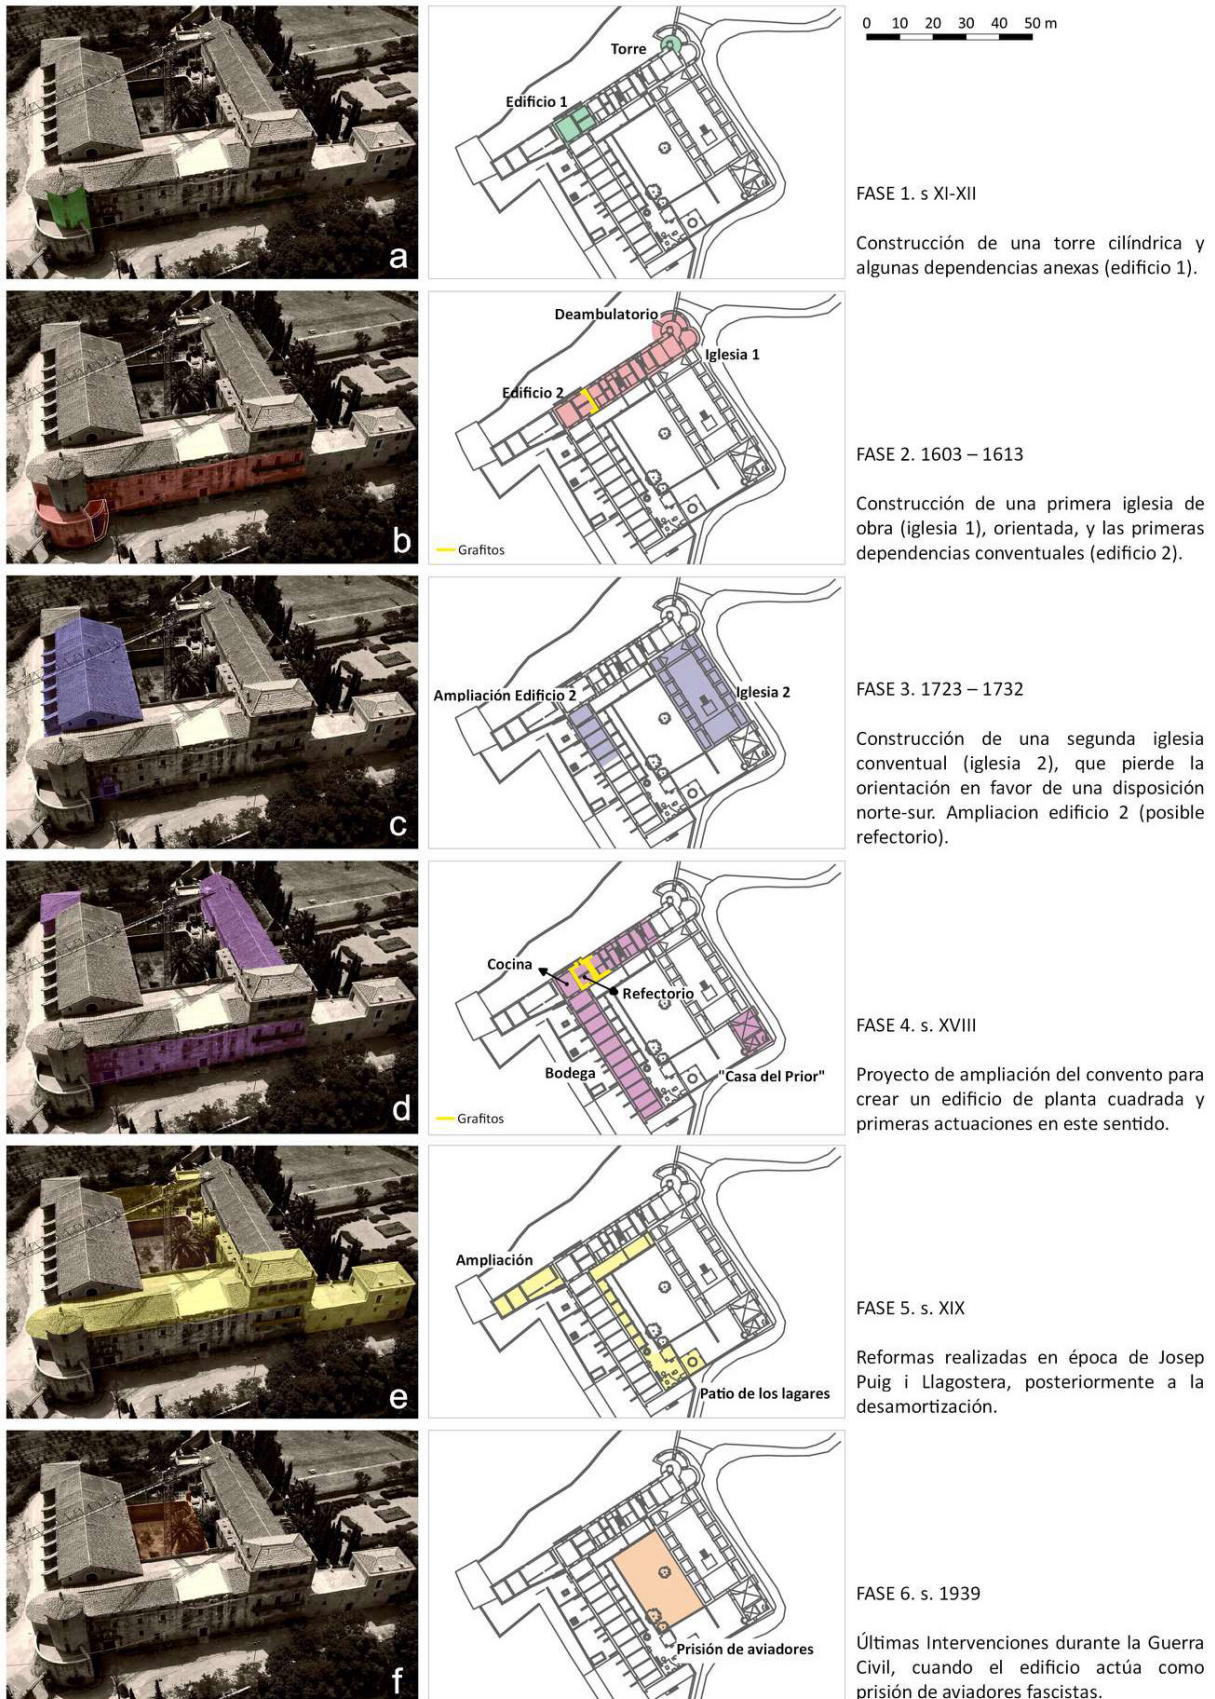 0 10 20 30 40 50 m
Torre
Edificio 1
a
FASE 1. s XI-XII
Construcción de una torre cilíndrica y
algunas dependencias anexas (edificio 1).
Deambulatorio
Iglesia 1
Edificio 2
Grafitos
b
FASE 2. 1603 – 1613
Construcción de una primera iglesia de
obra (iglesia 1), orientada, y las primeras
dependencias conventuales (edificio 2).
Ampliación Edificio 2
Iglesia 2
c
FASE 3. 1723 – 1732
Construcción de una segunda iglesia
conventual (iglesia 2), que pierde la
orientación en favor de una disposición
norte-sur. Ampliacion edificio 2 (posible
refectorio).
Cocina
Refectorio
Bodega
"Casa del Prior"
Grafitos
d
FASE 4. s. XVIII
Proyecto de ampliación del convento para
crear un edificio de planta cuadrada y
primeras actuaciones en este sentido.
Ampliación
Patio de los lagares
e
FASE 5. s. XIX
Reformas realizadas en época de Josep
Puig i Llagostera, posteriormente a la
desamortización.
Prisión de aviadores
f
FASE 6. s. 1939
Últimas Intervenciones durante la Guerra
Civil, cuando el edificio actúa como
prisión de aviadores fascistas.